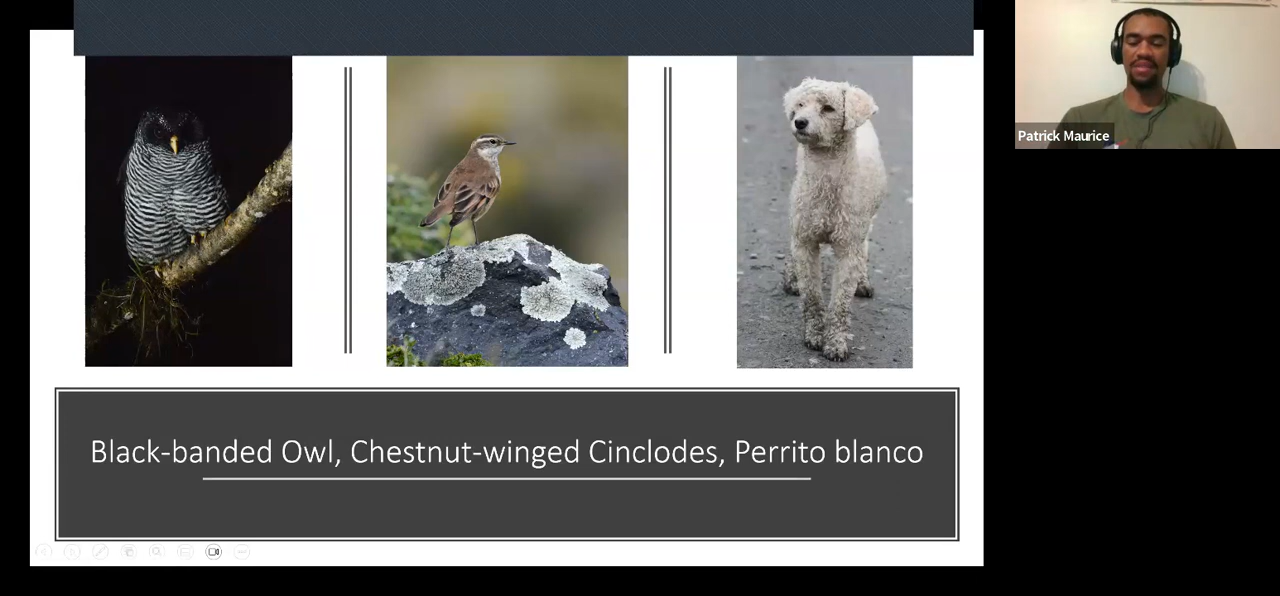 Patrick Maurice
Black-banded Owl, Chestnut-winged Cinclodes, Perrito blanco